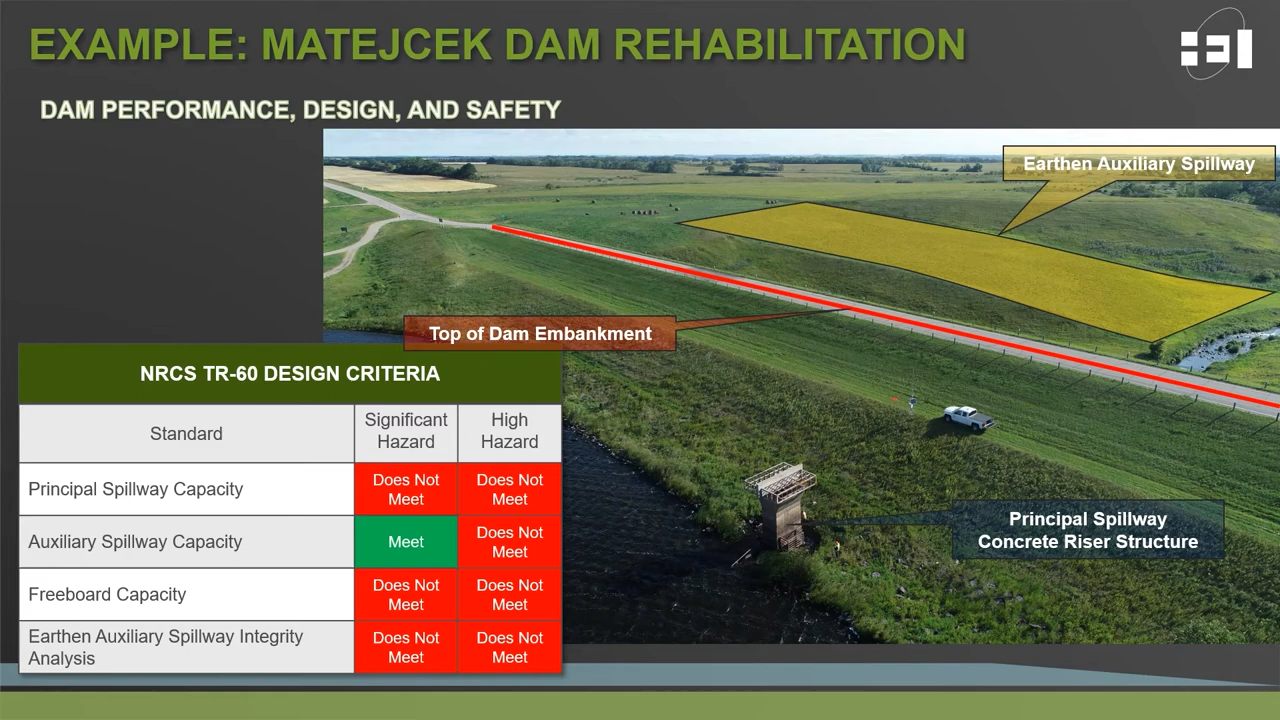 EXAMPLE: MATEJCEK DAM REHABILITATION
DAM PERFORMANCE, DESIGN, AND SAFETY
Earthen Auxiliary Spillway
Top of Dam Embankment
Principal Spillway
Concrete Riser Structure
NRCS TR-60 DESIGN CRITERIA
Standard
Significant
Hazard
High
Hazard
Principal Spillway Capacity
Does Not
Meet
Does Not
Meet
Auxiliary Spillway Capacity
Meet
Does Not
Meet
Freeboard Capacity
Does Not
Meet
Does Not
Meet
Earthen Auxiliary Spillway Integrity
Analysis
Does Not
Meet
Does Not
Meet